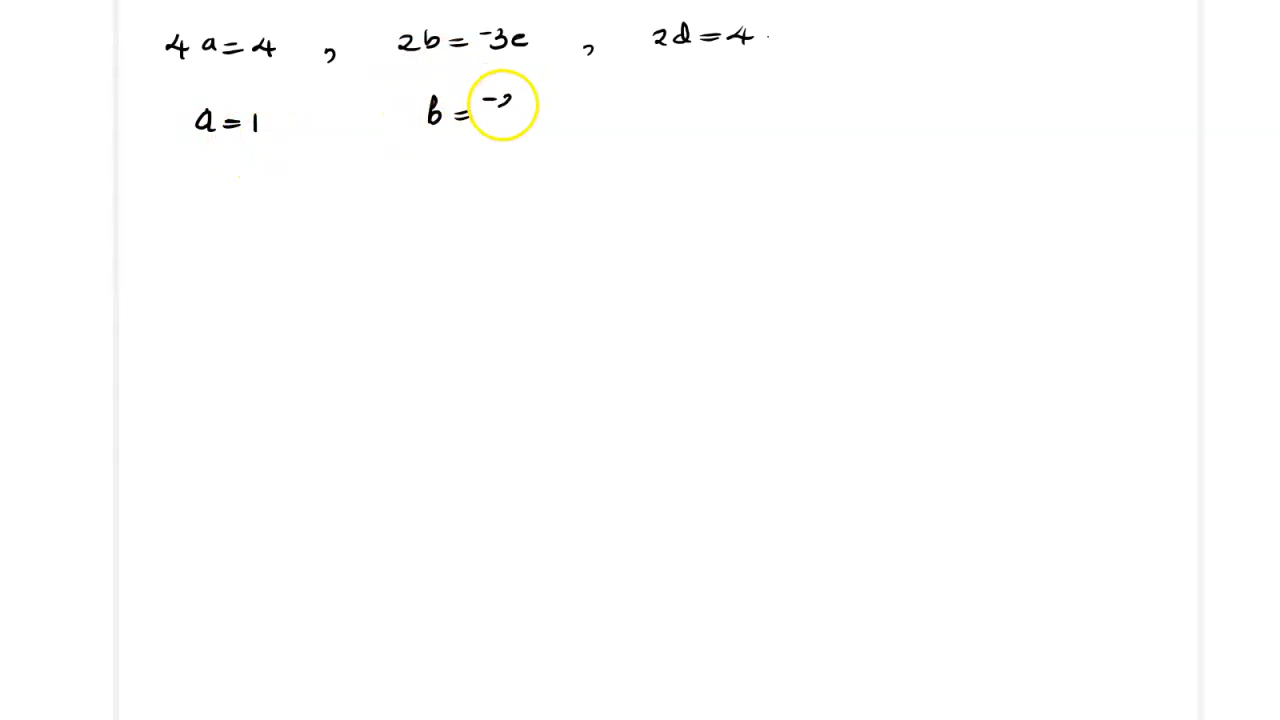 4a = 4 , 2b = -3c , 2d = 4 .
a = 1 b = -